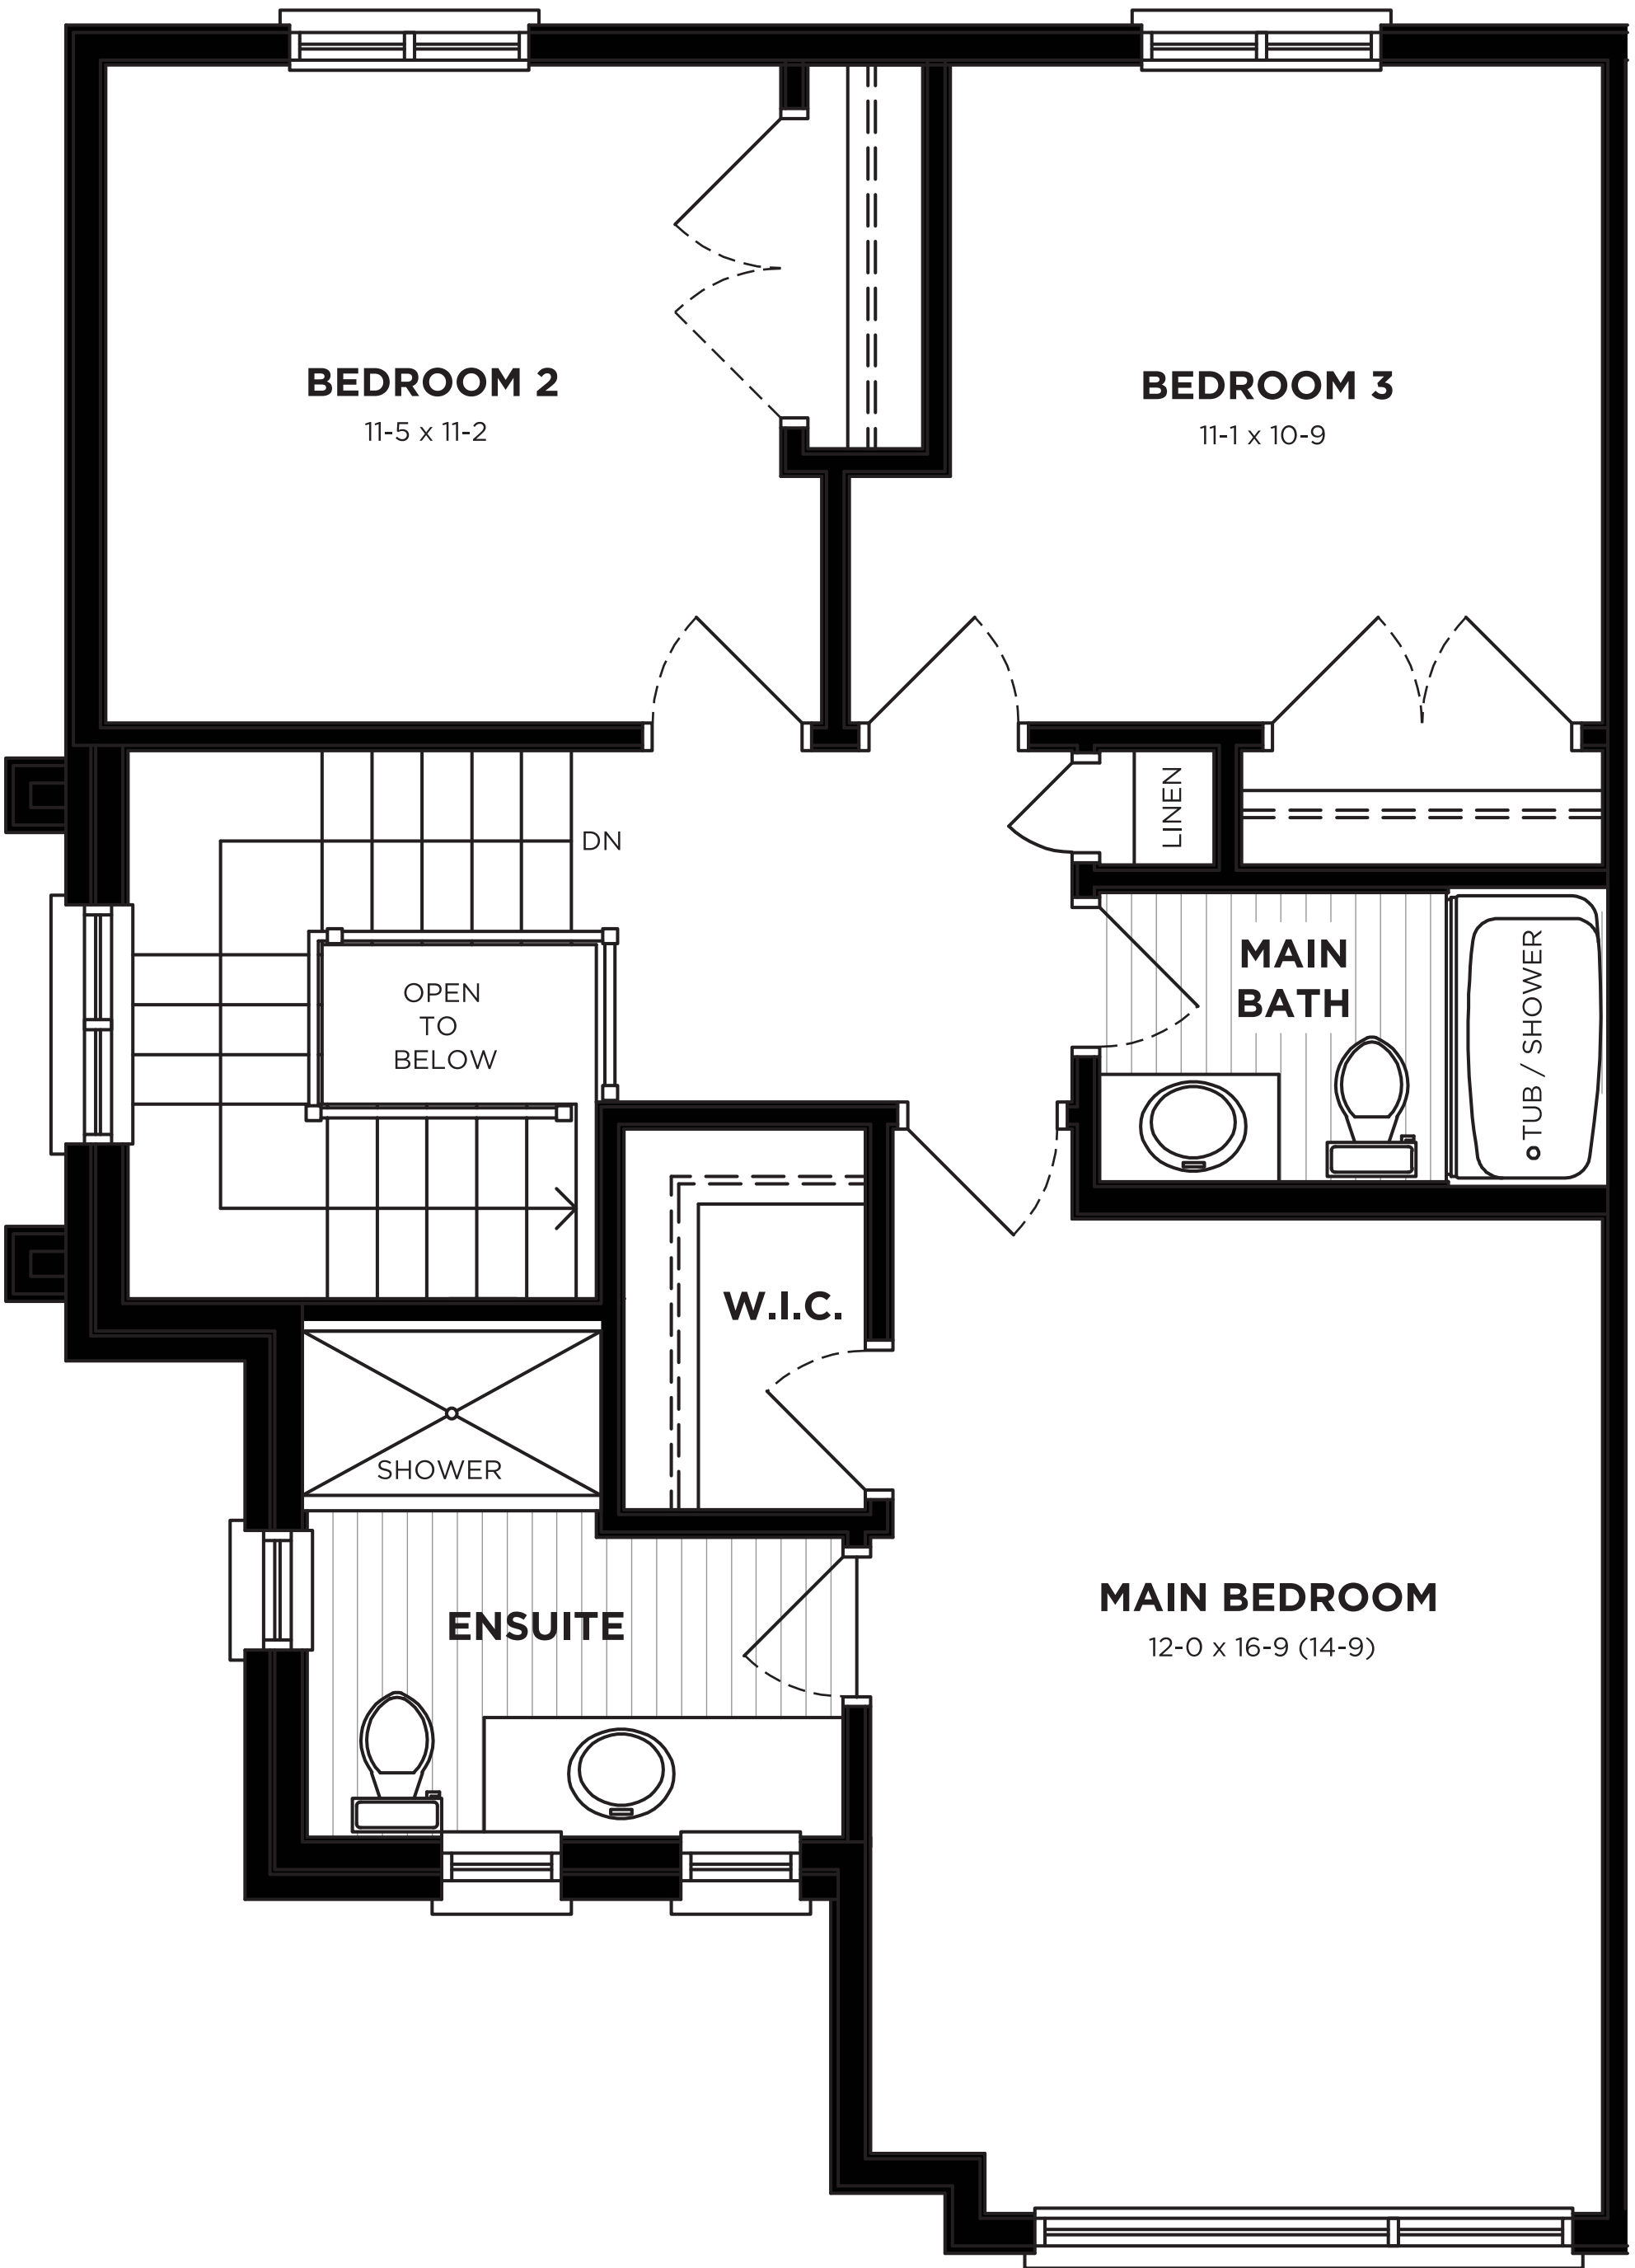 BEDROOM 2
11-5 x 11-2
BEDROOM 3
11-1 x 10-9
DN
LINEN
OPEN
TO
BELOW
MAIN
BATH
TUB / SHOWER
W.I.C.
SHOWER
ENSUITE
MAIN BEDROOM
12-0 x 16-9 (14-9)